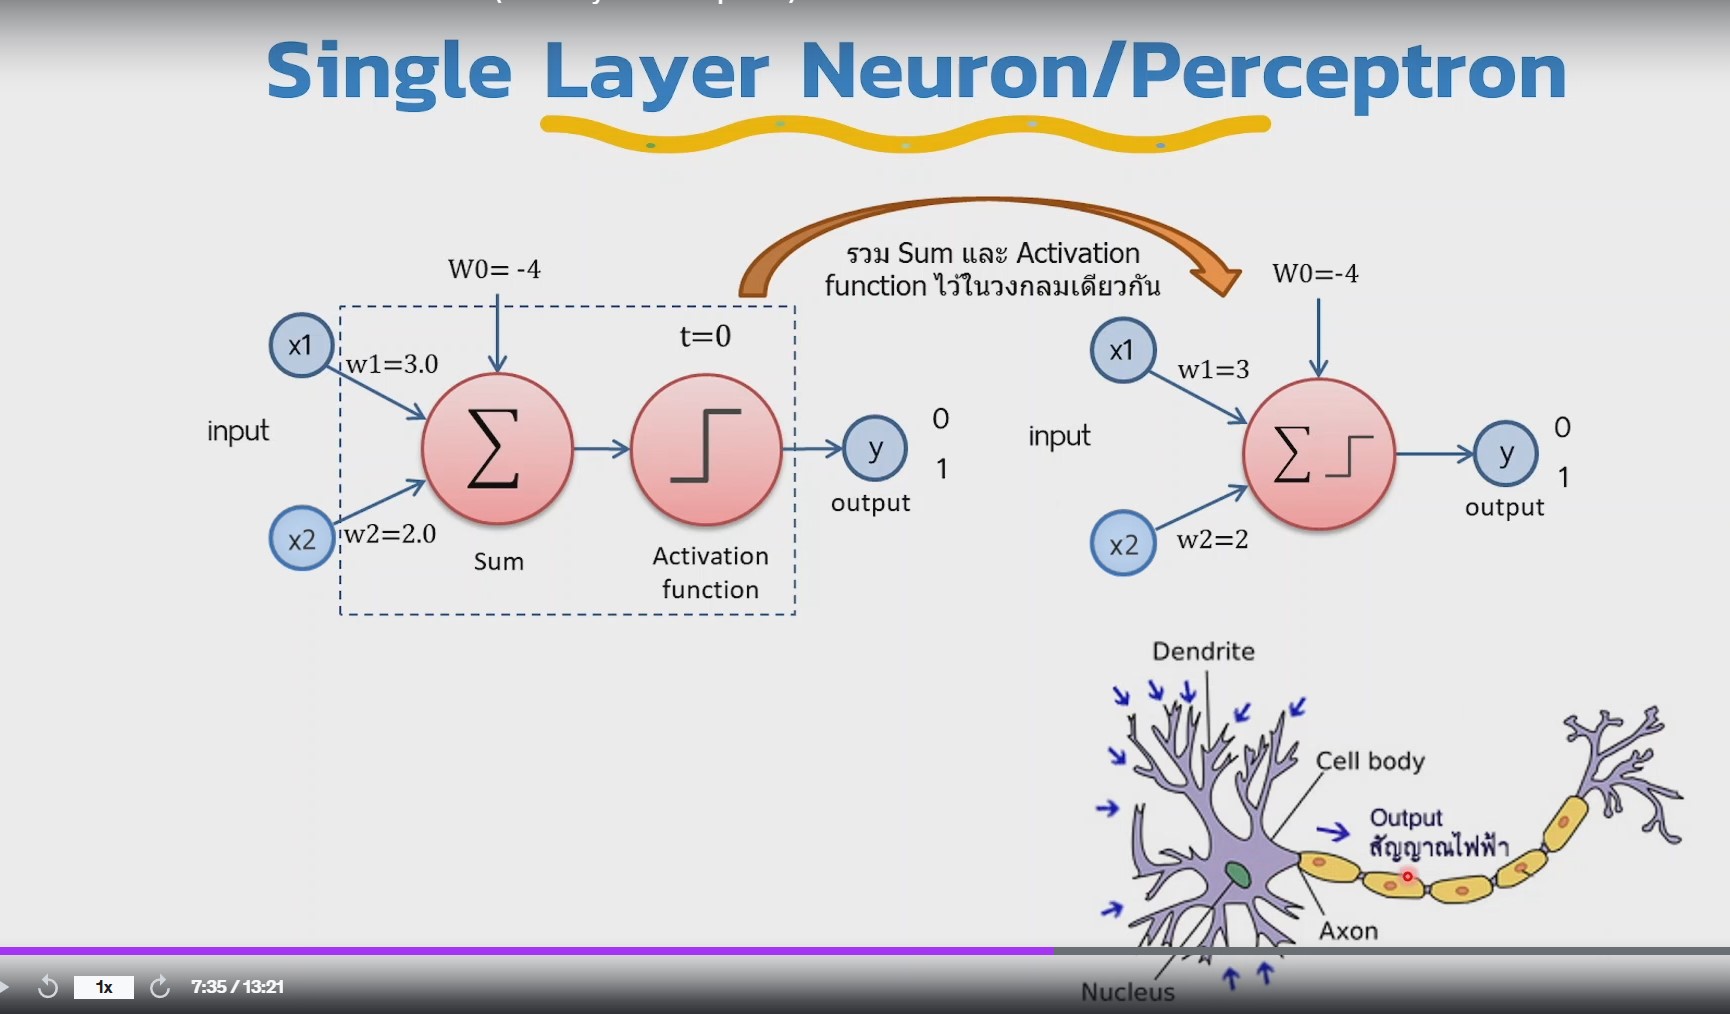 Single Layer Neuron/Perceptron
รวม Sum และ Activation
function ไว้ในวงกลมเดียวกัน
W0= -4
t=0
x1
w1=3.0
input
∑
y
0
1
output
x2
w2=2.0
Sum
Activation
function
W0=-4
x1
w1=3
input
∑
y
0
1
output
x2
w2=2
Dendrite
Cell body
Output
สัญญาณไฟฟ้า
Axon
Nucleus
1x
7:35 / 13:21